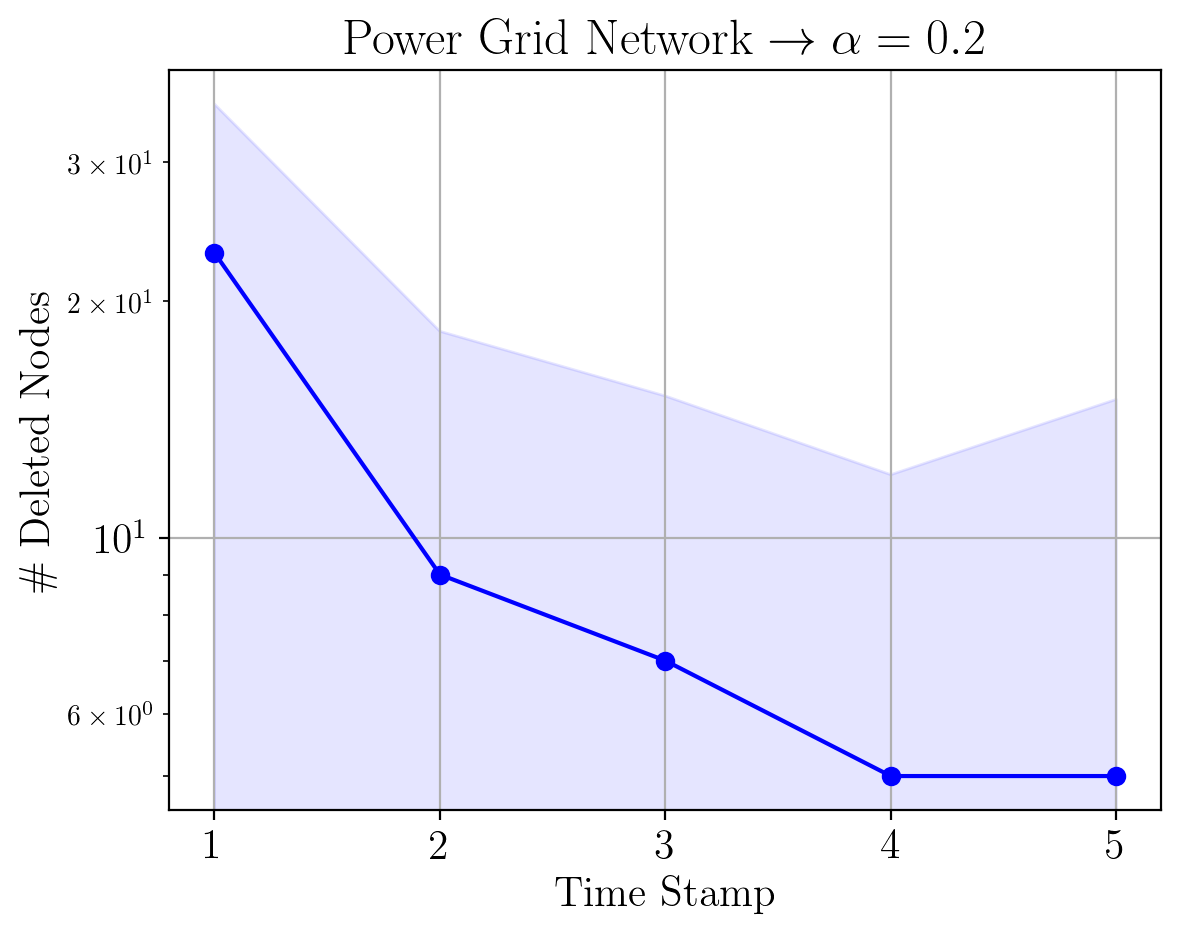 Power Grid Network → α = 0.2
# Deleted Nodes
3 × 10¹
2 × 10¹
10¹
6 × 10⁰
1 2 3 4 5
Time Stamp